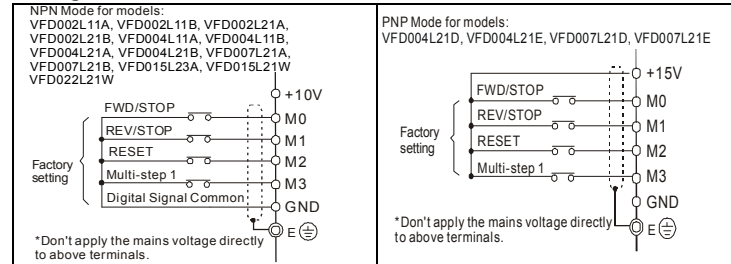 NPN Mode for models:
VFD002L11A, VFD002L11B, VFD002L21A,
VFD002L21B, VFD004L11A, VFD004L11B,
VFD004L21A, VFD004L21B, VFD007L21A,
VFD007L21B, VFD015L23A, VFD015L21W
VFD022L21W
+10V
FWD/STOP
M0
REV/STOP
M1
RESET
M2
Factory
setting
Multi-step 1
M3
Digital Signal Common
GND
E
*Don't apply the mains voltage directly
to above terminals.
PNP Mode for models:
VFD004L21D, VFD004L21E, VFD007L21D, VFD007L21E
+15V
FWD/STOP
M0
REV/STOP
M1
Factory
setting
RESET
M2
Multi-step 1
M3
GND
*Don't apply the mains voltage directly
to above terminals.
E